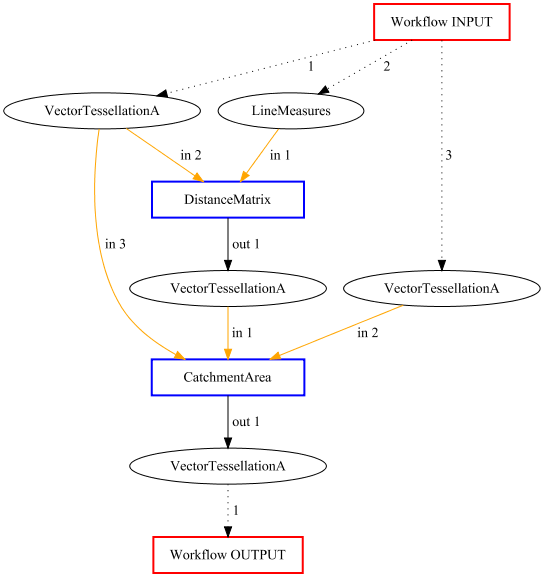 Workflow INPUT
1
2
VectorTessellationA
LineMeasures
in 2
in 1
3
DistanceMatrix
in 3
out 1
VectorTessellationA
VectorTessellationA
in 1
in 2
CatchmentArea
out 1
VectorTessellationA
1
Workflow OUTPUT